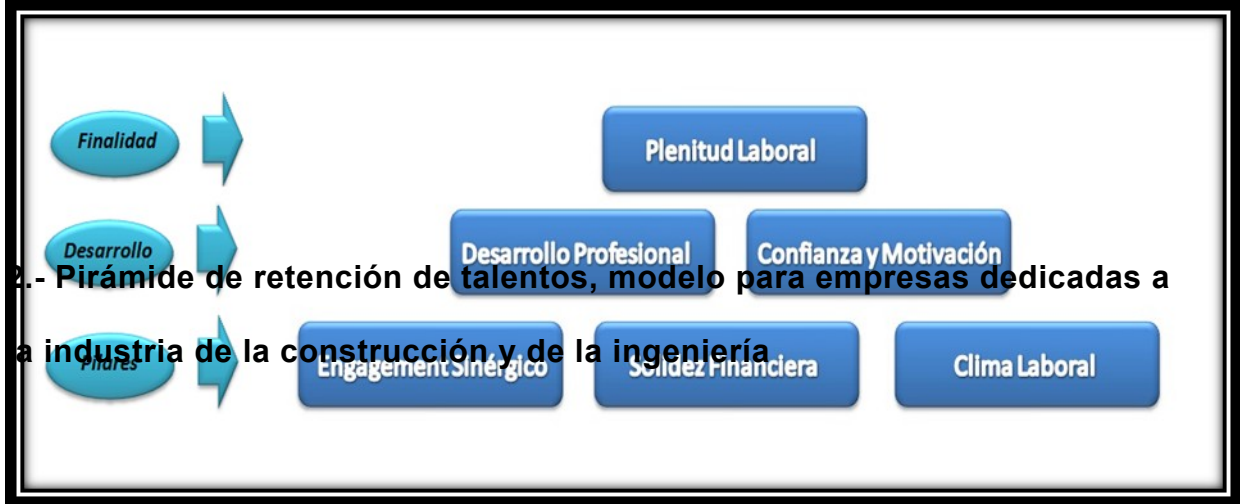 Finalidad
Plenitud Laboral
Desarrollo
Desarrollo Profesional
Confianza y Motivación
2.- Pirámide de retención de talentos, modelo para empresas dedicadas a
a industria de la construcción y de la ingeniería
Pilares
Engagement Sinérgico
Solidez Financiera
Clima Laboral